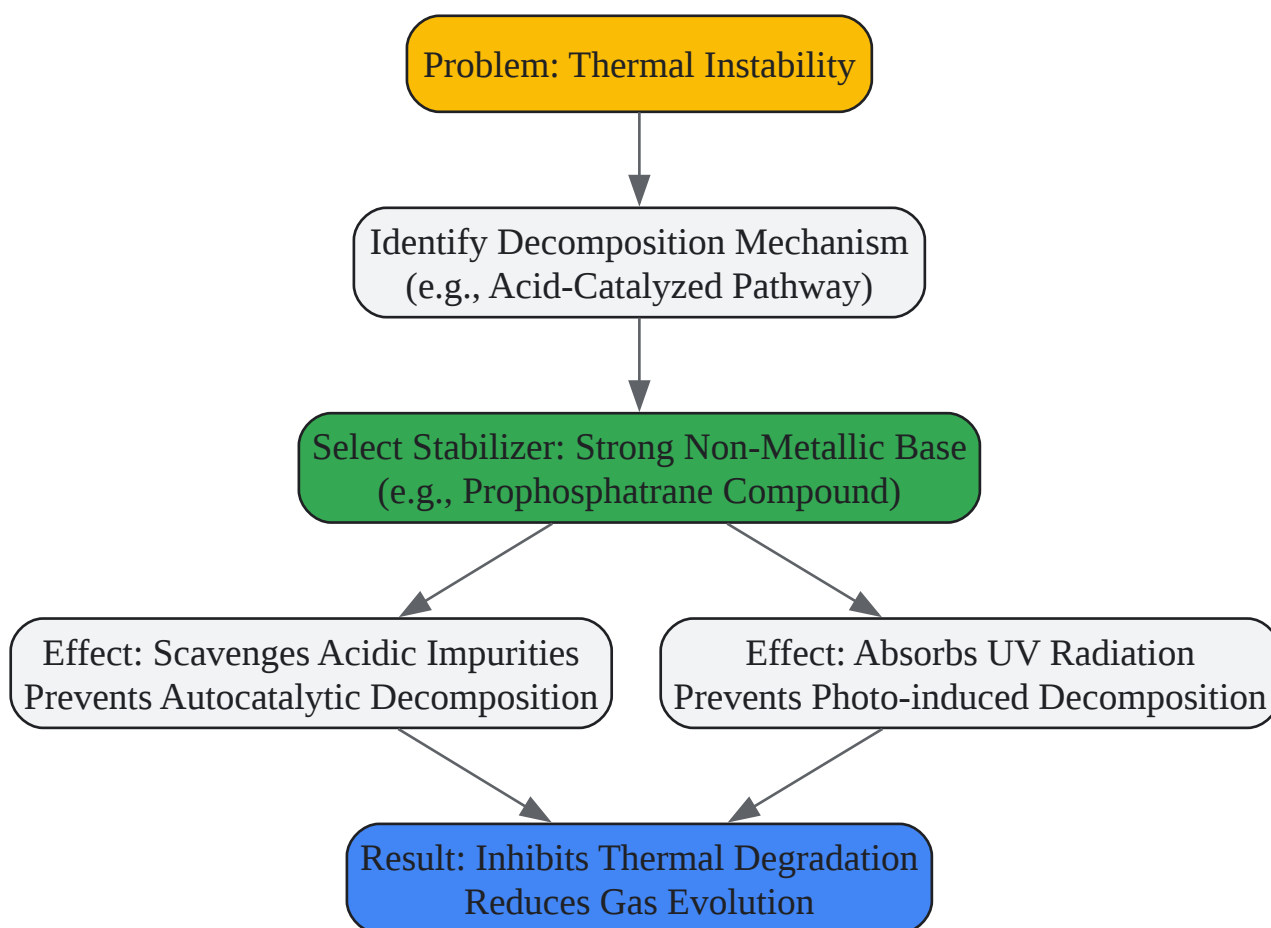 Problem: Thermal Instability
Identify Decomposition Mechanism
(e.g., Acid-Catalyzed Pathway)
Select Stabilizer: Strong Non-Metallic Base
(e.g., Prophosphatrane Compound)
Effect: Scavenges Acidic Impurities
Prevents Autocatalytic Decomposition
Effect: Absorbs UV Radiation
Prevents Photo-induced Decomposition
Result: Inhibits Thermal Degradation
Reduces Gas Evolution